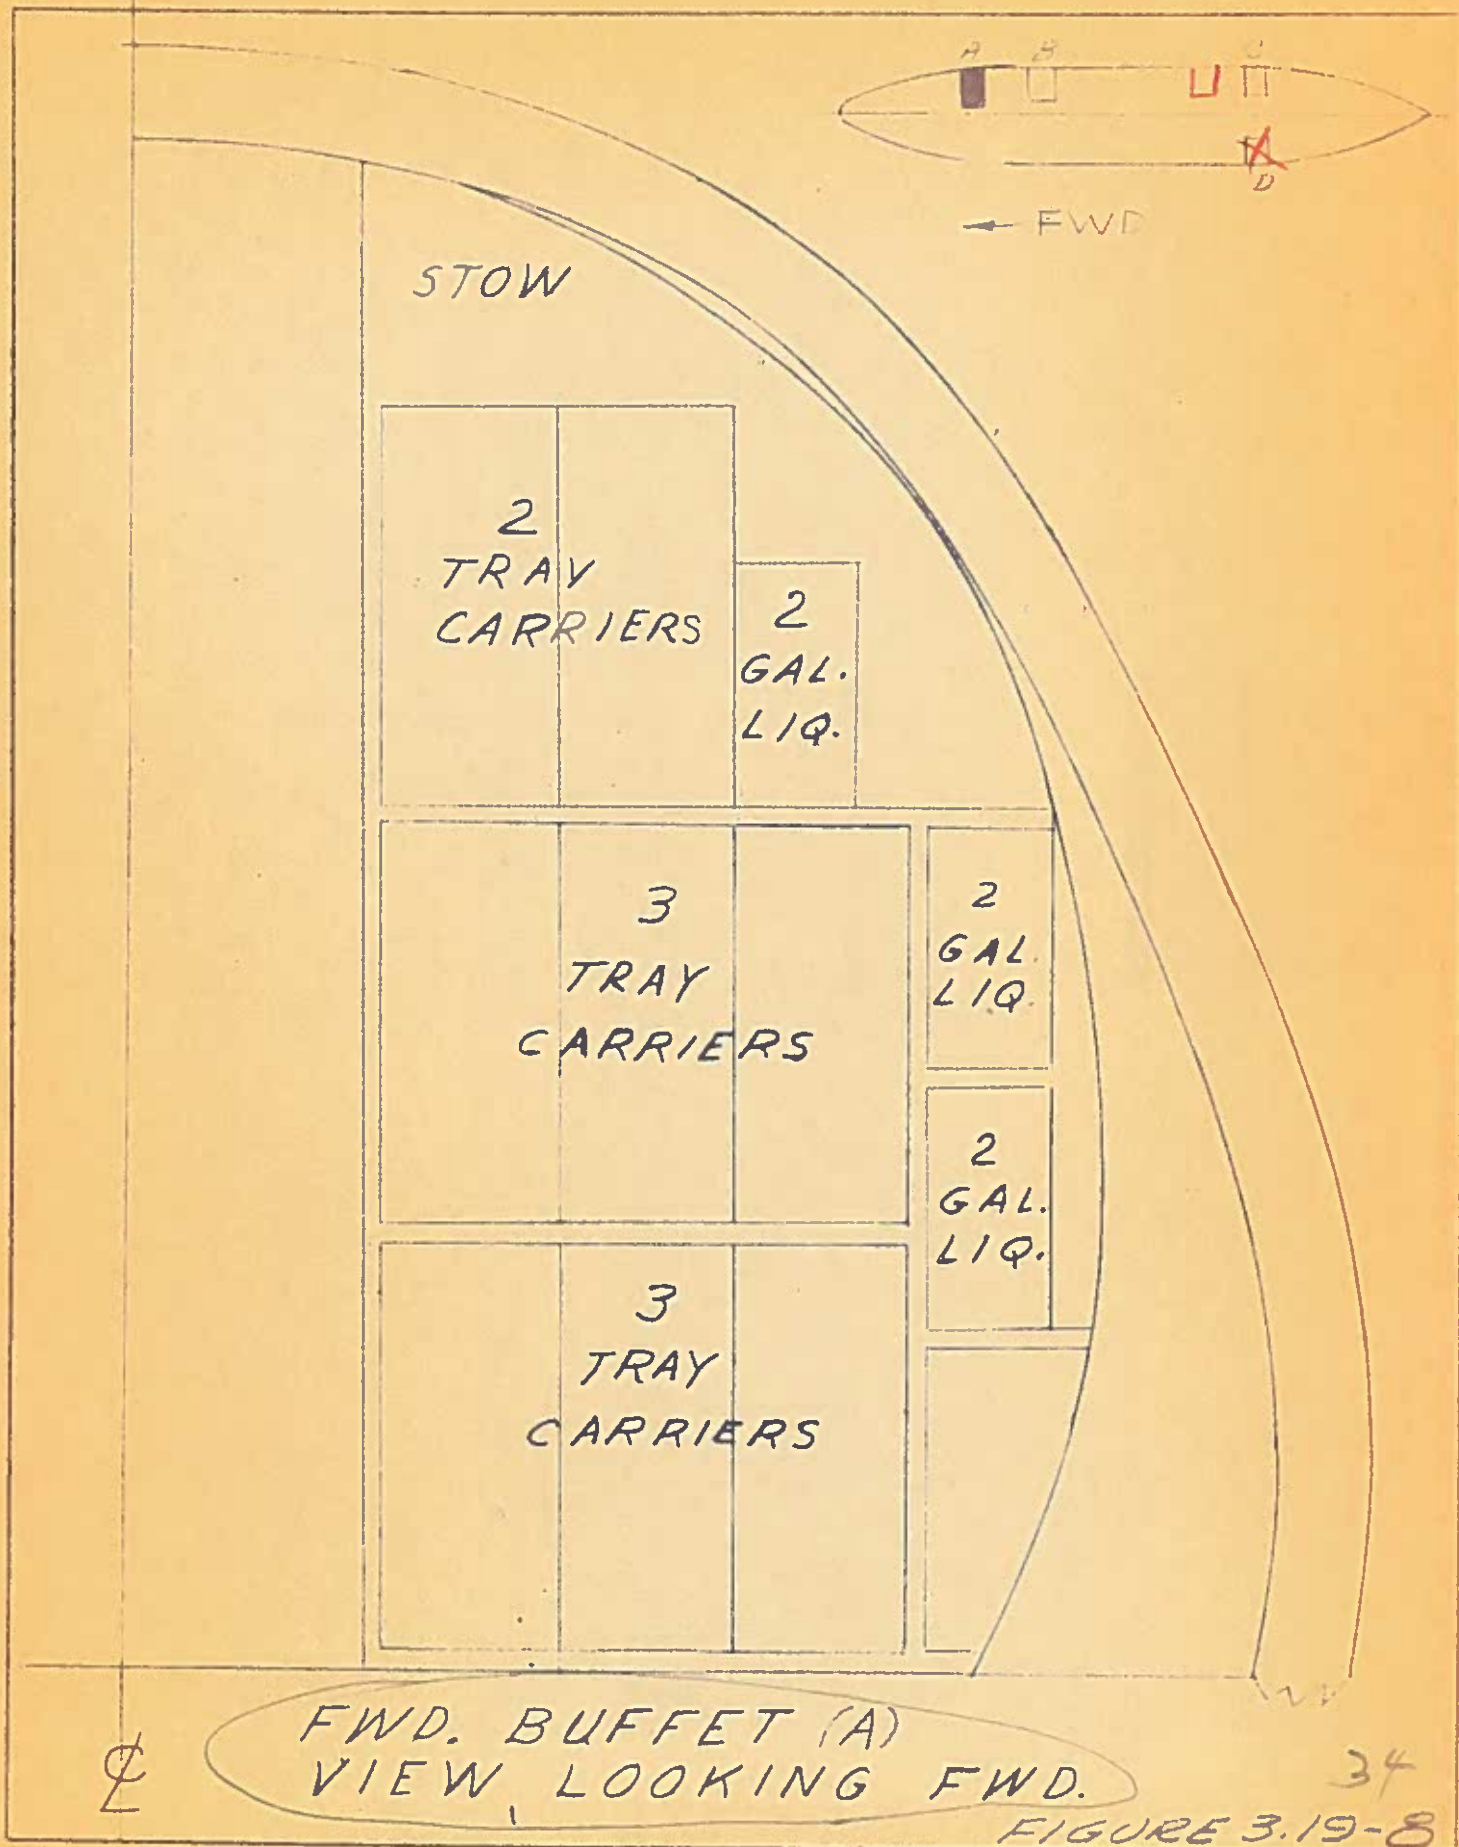 A B C
D
← FWD
STOW
2
TRAY
CARRIERS
2
GAL.
LIQ.
3
TRAY
CARRIERS
2
GAL.
LIQ.
2
GAL.
LIQ.
3
TRAY
CARRIERS
FWD. BUFFET (A)
VIEW LOOKING FWD.
℄
34
FIGURE 3.19-8